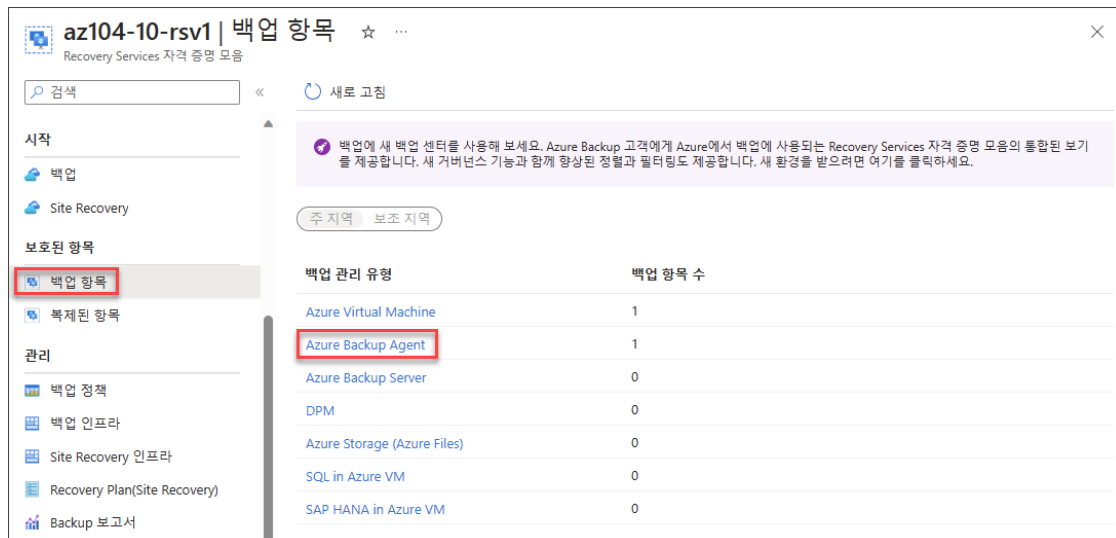 az104-10-rsv1 | 백업 항목
Recovery Services 자격 증명 모음
검색
시작
백업
Site Recovery
보호된 항목
백업 항목
복제된 항목
관리
백업 정책
백업 인프라
Site Recovery 인프라
Recovery Plan(Site Recovery)
Backup 보고서
새로 고침
백업에 새 백업 센터를 사용해 보세요. Azure Backup 고객에게 Azure에서 백업에 사용되는 Recovery Services 자격 증명 모음의 통합된 보기
를 제공합니다. 새 거버넌스 기능과 함께 향상된 정렬과 필터링도 제공합니다. 새 환경을 받으려면 여기를 클릭하세요.
주 지역 보조 지역
백업 관리 유형 백업 항목 수
Azure Virtual Machine 1
Azure Backup Agent 1
Azure Backup Server 0
DPM 0
Azure Storage (Azure Files) 0
SQL in Azure VM 0
SAP HANA in Azure VM 0